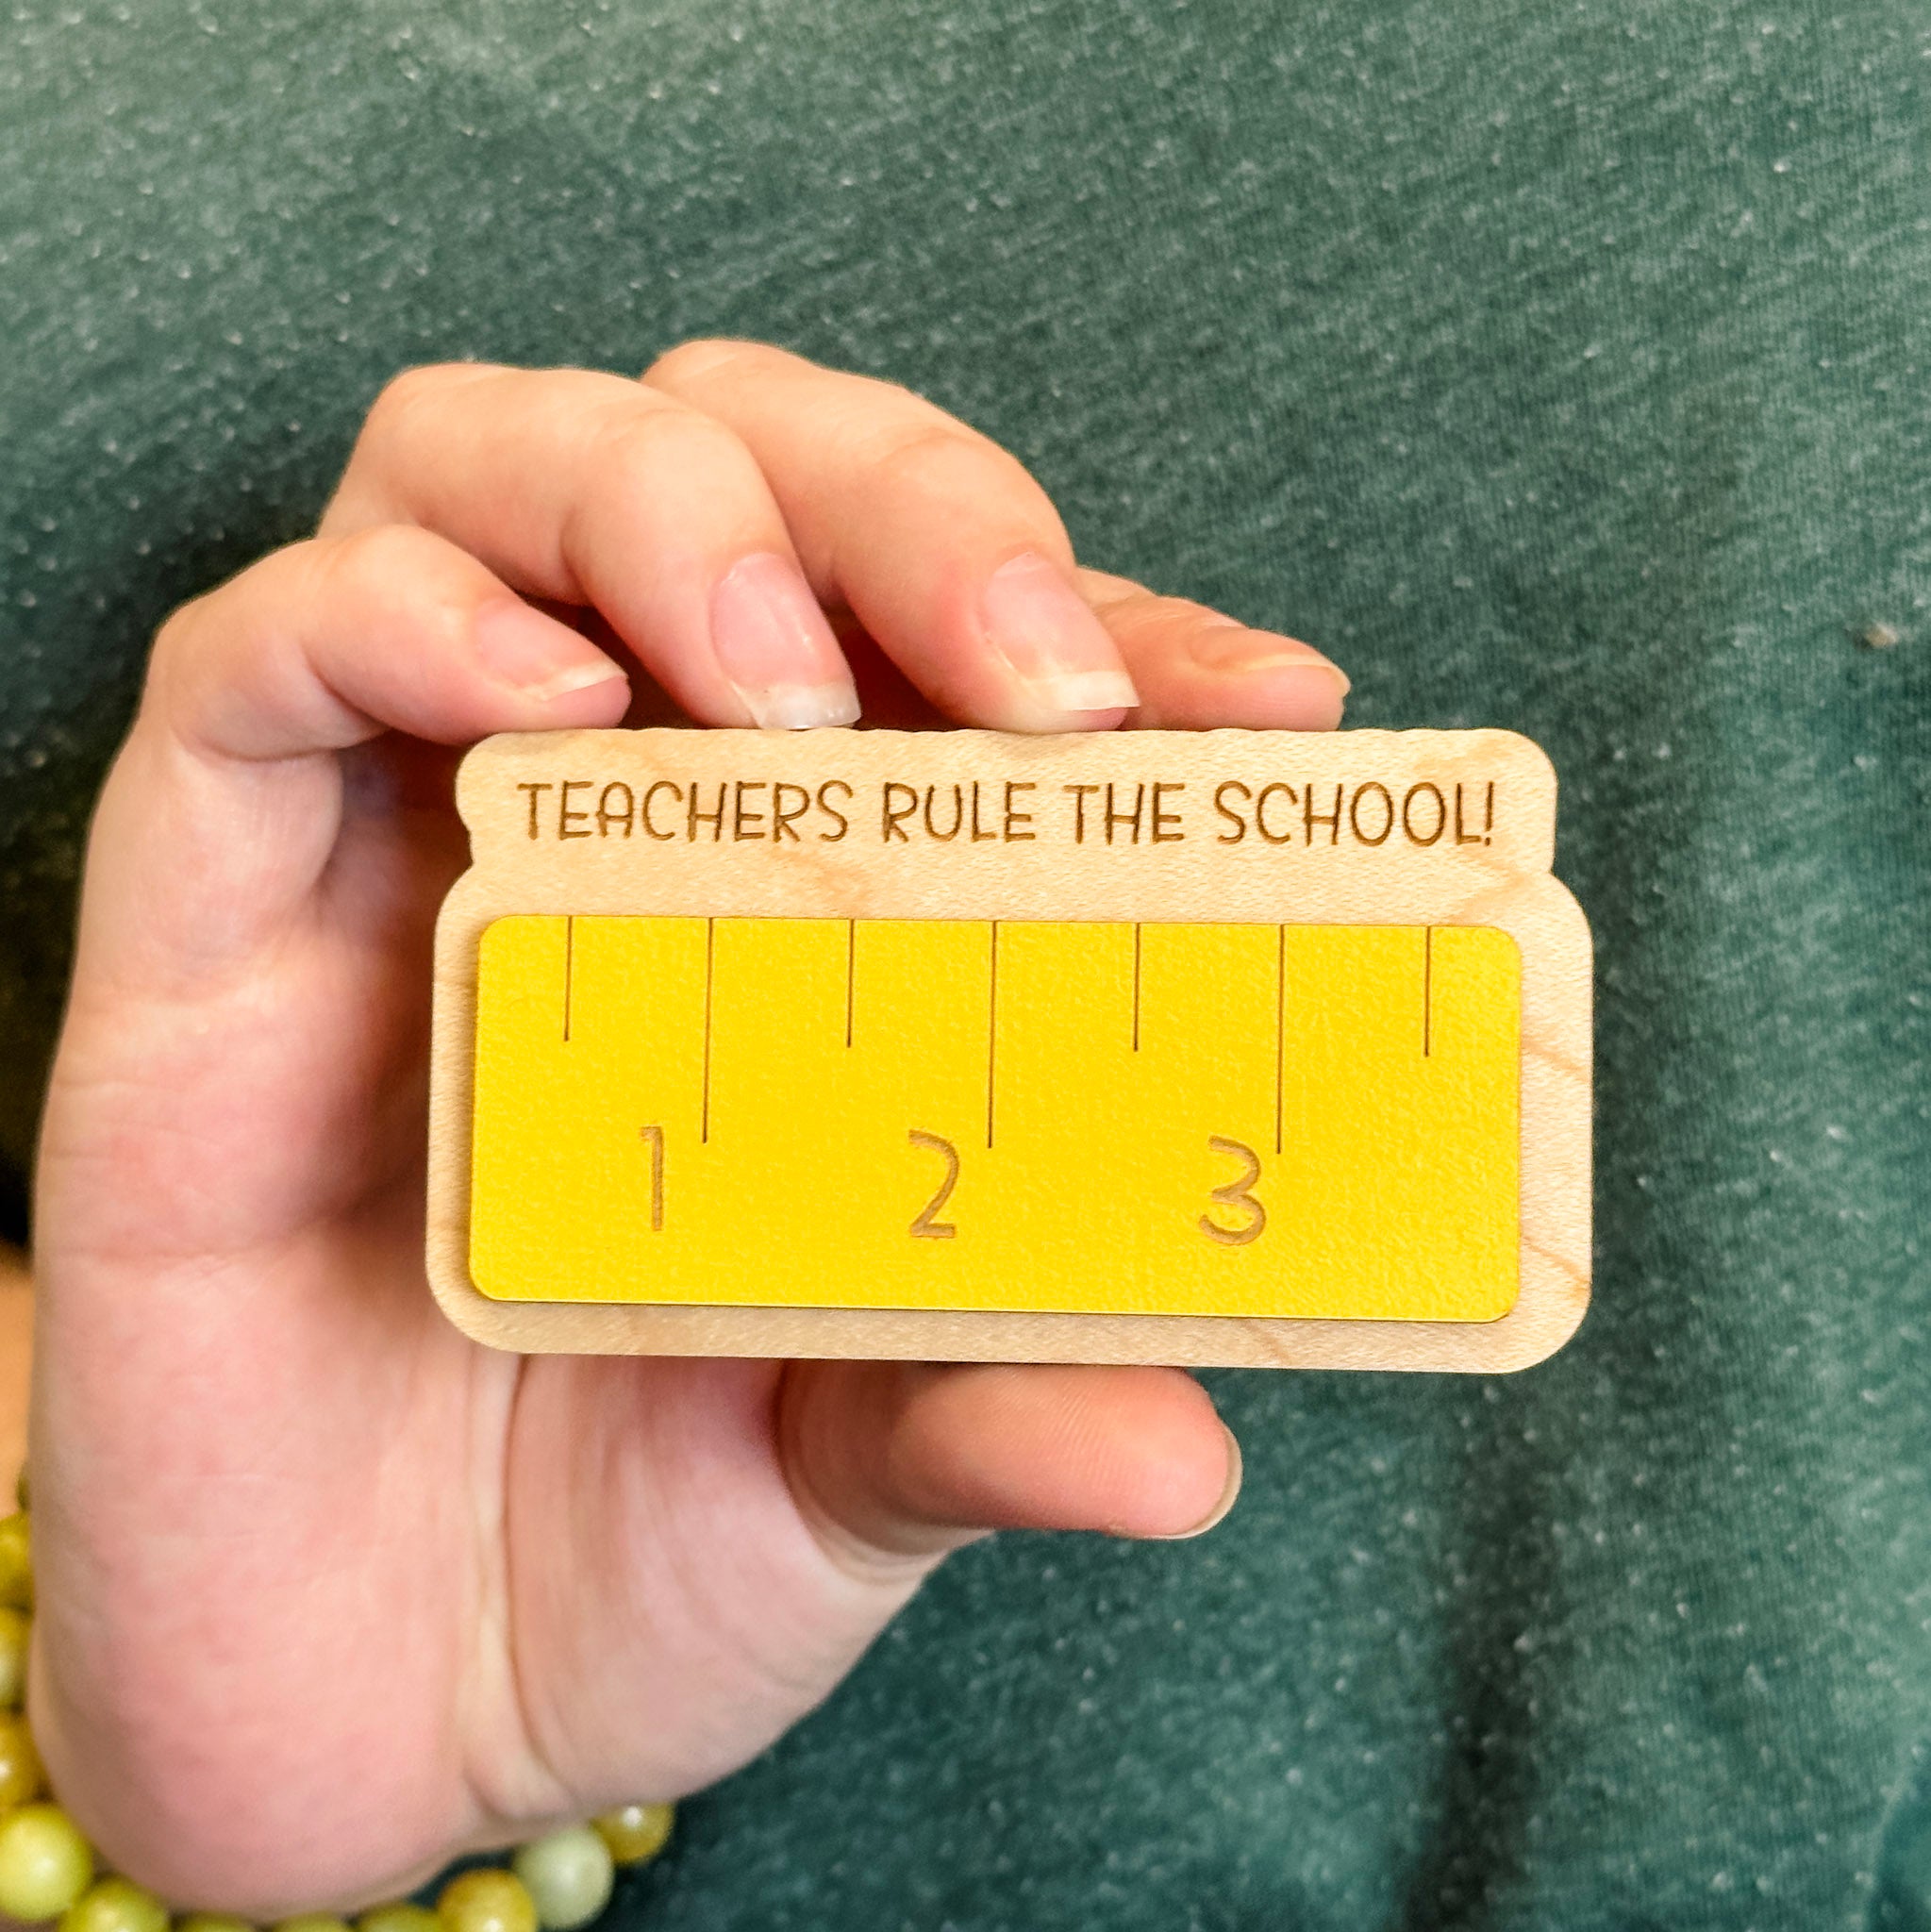 TEACHERS RULE THE SCHOOL!
1 2 3